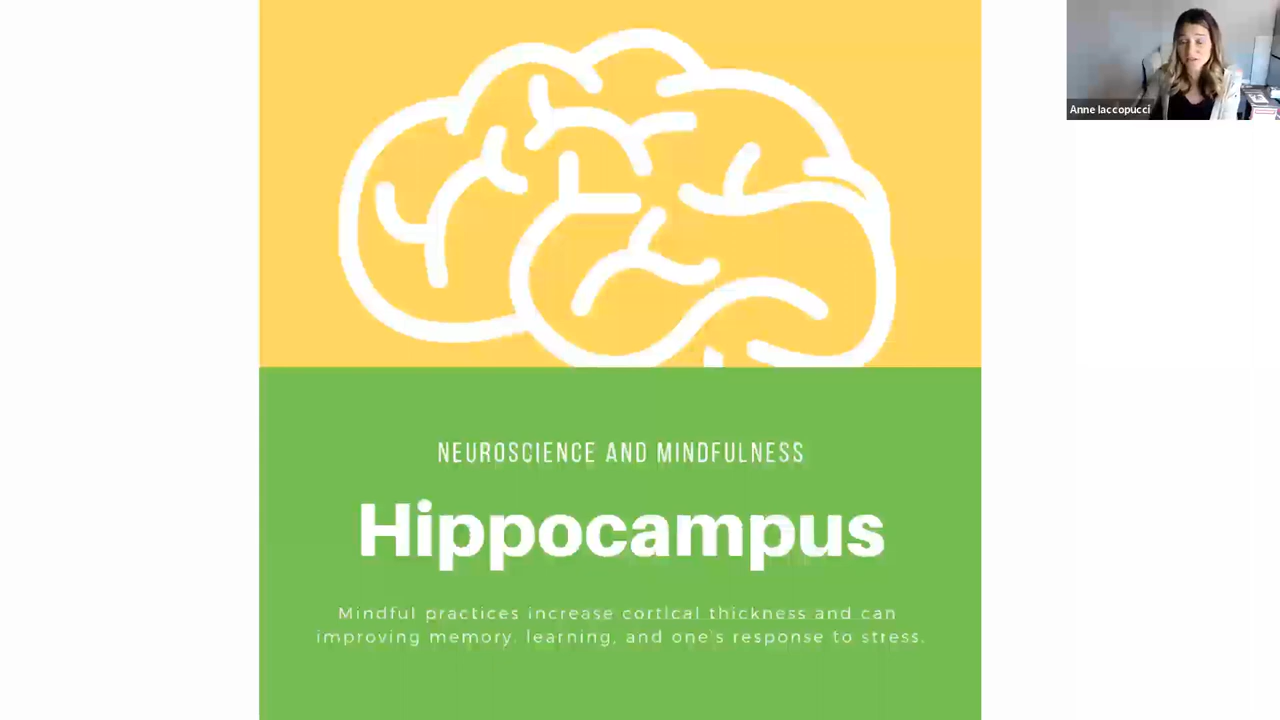 Anne Iaccopucci
NEUROSCIENCE AND MINDFULNESS
Hippocampus
Mindful practices increase cortical thickness and can
improving memory, learning, and one's response to stress.